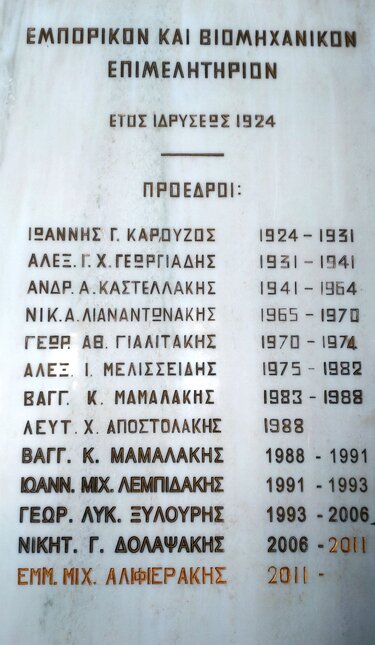 ΕΜΠΟΡΙΚΟΝ ΚΑΙ ΒΙΟΜΗΧΑΝΙΚΟΝ
ΕΠΙΜΕΛΗΤΗΡΙΟΝ
ΕΤΟΣ ΙΔΡΥΣΕΩΣ 1924
ΠΡΟΕΔΡΟΙ:
ΙΩΑΝΝΗΣ Γ. ΚΑΡΟΥΖΟΣ 1924 - 1931
ΑΛΕΞ. Γ. Χ. ΓΕΩΡΓΙΑΔΗΣ 1931 - 1941
ΑΝΔΡ. Α. ΚΑΣΤΕΛΛΑΚΗΣ 1941 - 1964
ΝΙΚ. Α. ΛΙΑΝΑΝΤΩΝΑΚΗΣ 1965 - 1970
ΓΕΩΡ. ΑΘ. ΓΙΑΛΙΤΑΚΗΣ 1970 - 1974
ΑΛΕΞ. Ι. ΜΕΛΙΣΣΕΙΔΗΣ 1975 - 1982
ΒΑΓΓ. Κ. ΜΑΜΑΛΑΚΗΣ 1983 - 1988
ΛΕΥΤ. Χ. ΑΠΟΣΤΟΛΑΚΗΣ 1988
ΒΑΓΓ. Κ. ΜΑΜΑΛΑΚΗΣ 1988 - 1991
ΙΩΑΝΝ. ΜΙΧ. ΛΕΜΠΙΔΑΚΗΣ 1991 - 1993
ΓΕΩΡ. ΛΥΚ. ΞΥΛΟΥΡΗΣ 1993 - 2006
ΝΙΚΗΤ. Γ. ΔΟΛΑΨΑΚΗΣ 2006 - 2011
ΕΜΜ. ΜΙΧ. ΑΛΙΦΙΕΡΑΚΗΣ 2011 -